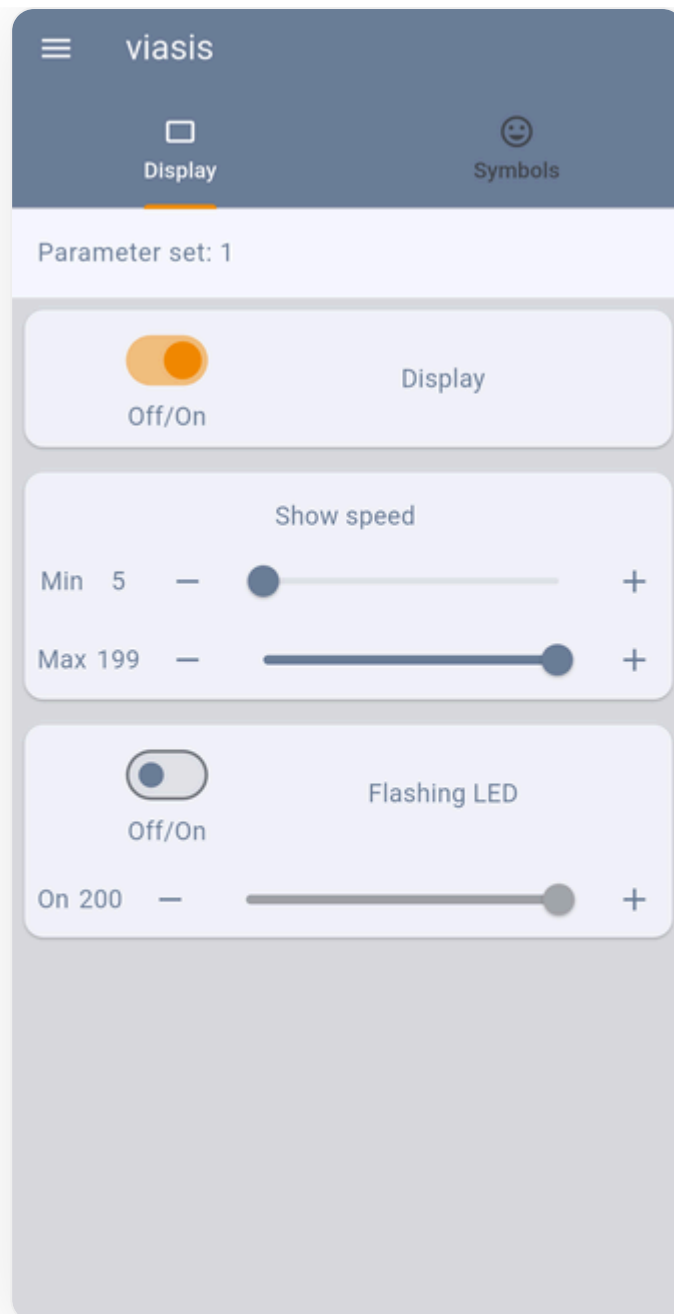 viasis
Display
Symbols
Parameter set: 1
Off/On
Display
Show speed
Min 5
Max 199
Off/On
Flashing LED
On 200